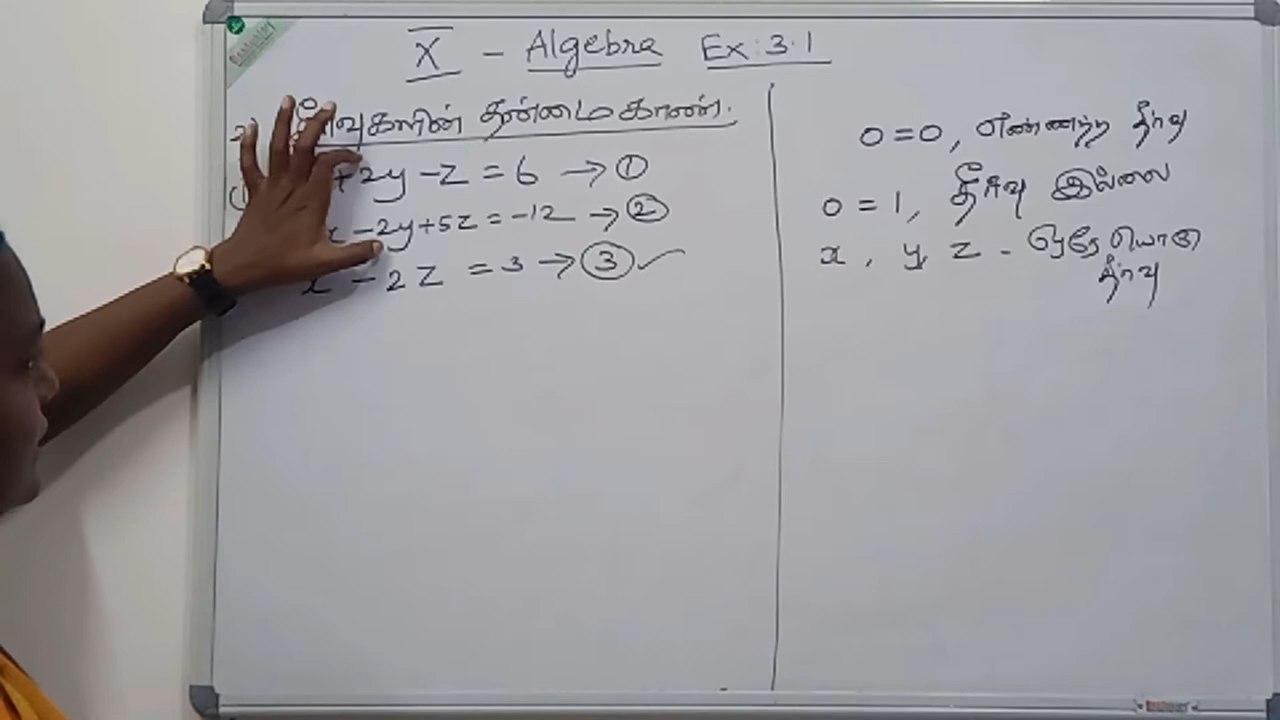 X - Algebra Ex: 3.1
2) தீர்வுகளின் தன்மை காண்.
+2y -z = 6 → ①
x -2y+5z = -12 → ②
x - 2z = 3 → ③ ✓
0 = 0, எண்ணற்ற தீர்வு
0 = 1, தீர்வு இல்லை
x, y, z - ஒரேயொரு
தீர்வு